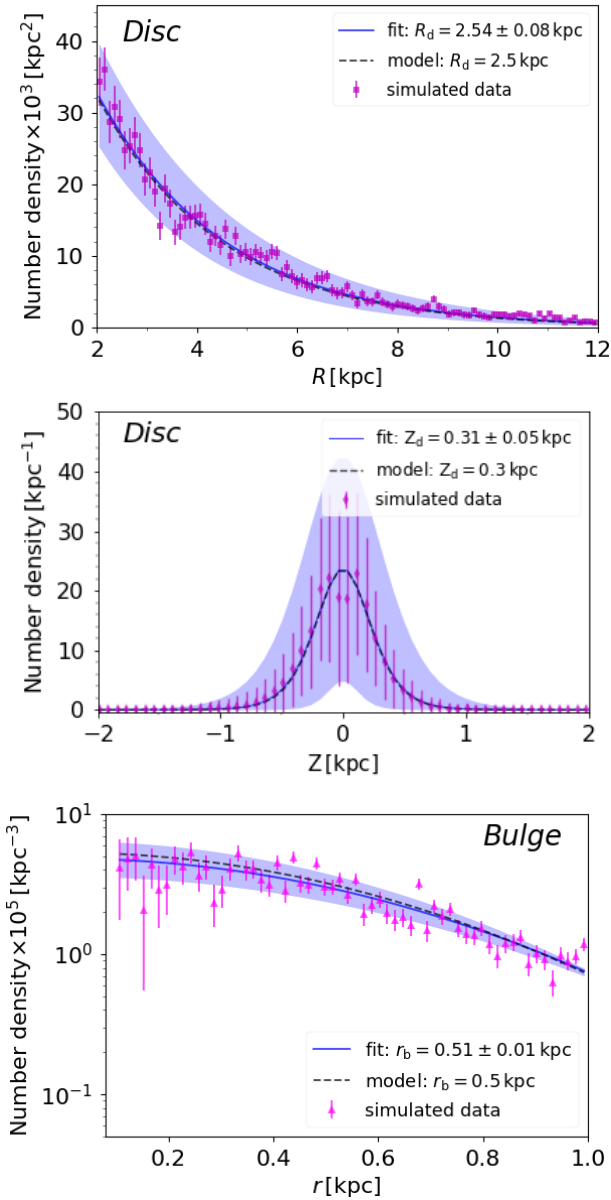 Disc
fit: R_d = 2.54 ± 0.08 kpc
model: R_d = 2.5 kpc
simulated data
Number density×10³ [kpc²]
40
30
20
10
0
2 4 6 8 10 12
R [kpc]
Disc
fit: Z_d = 0.31 ± 0.05 kpc
model: Z_d = 0.3 kpc
simulated data
Number density [kpc⁻¹]
50
40
30
20
10
0
−2 −1 0 1 2
Z [kpc]
Bulge
Number density×10⁵ [kpc⁻³]
10¹
10⁰
10⁻¹
fit: r_b = 0.51 ± 0.01 kpc
model: r_b = 0.5 kpc
simulated data
0.2 0.4 0.6 0.8 1.0
r [kpc]